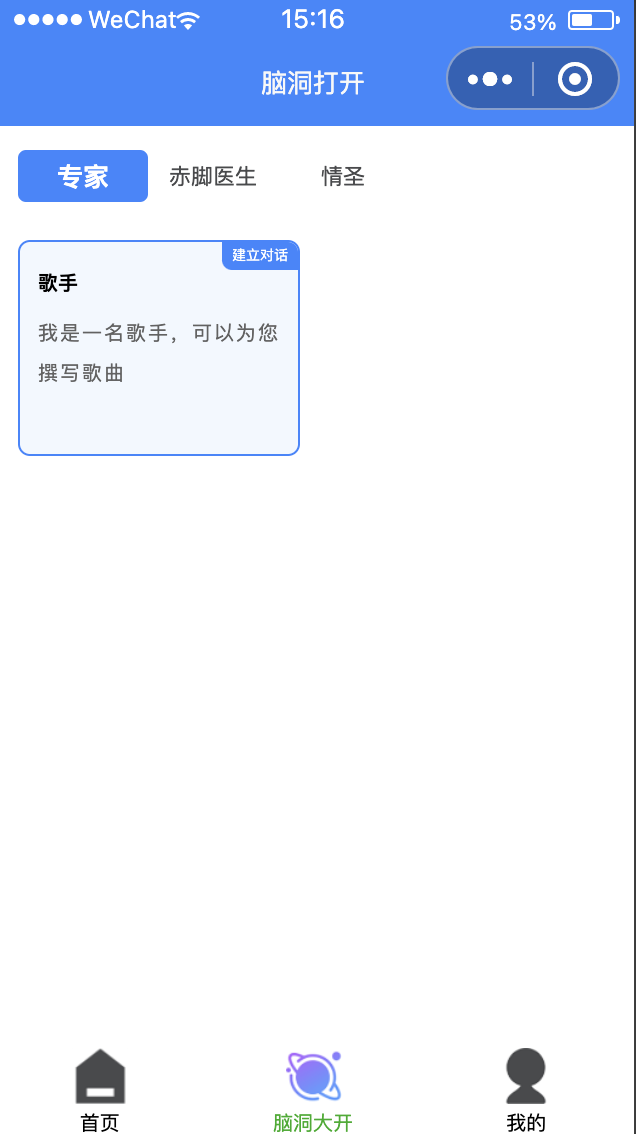 WeChat 15:16 53%
脑洞打开
专家 赤脚医生 情圣
建立对话
歌手
我是一名歌手，可以为您
撰写歌曲
首页 脑洞大开 我的